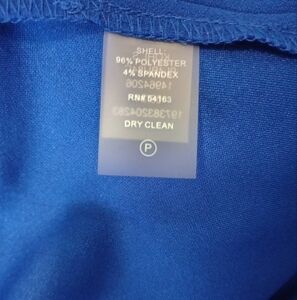 SHELL:
96% POLYESTER
4% SPANDEX
RN# 54163
DRY CLEAN
P